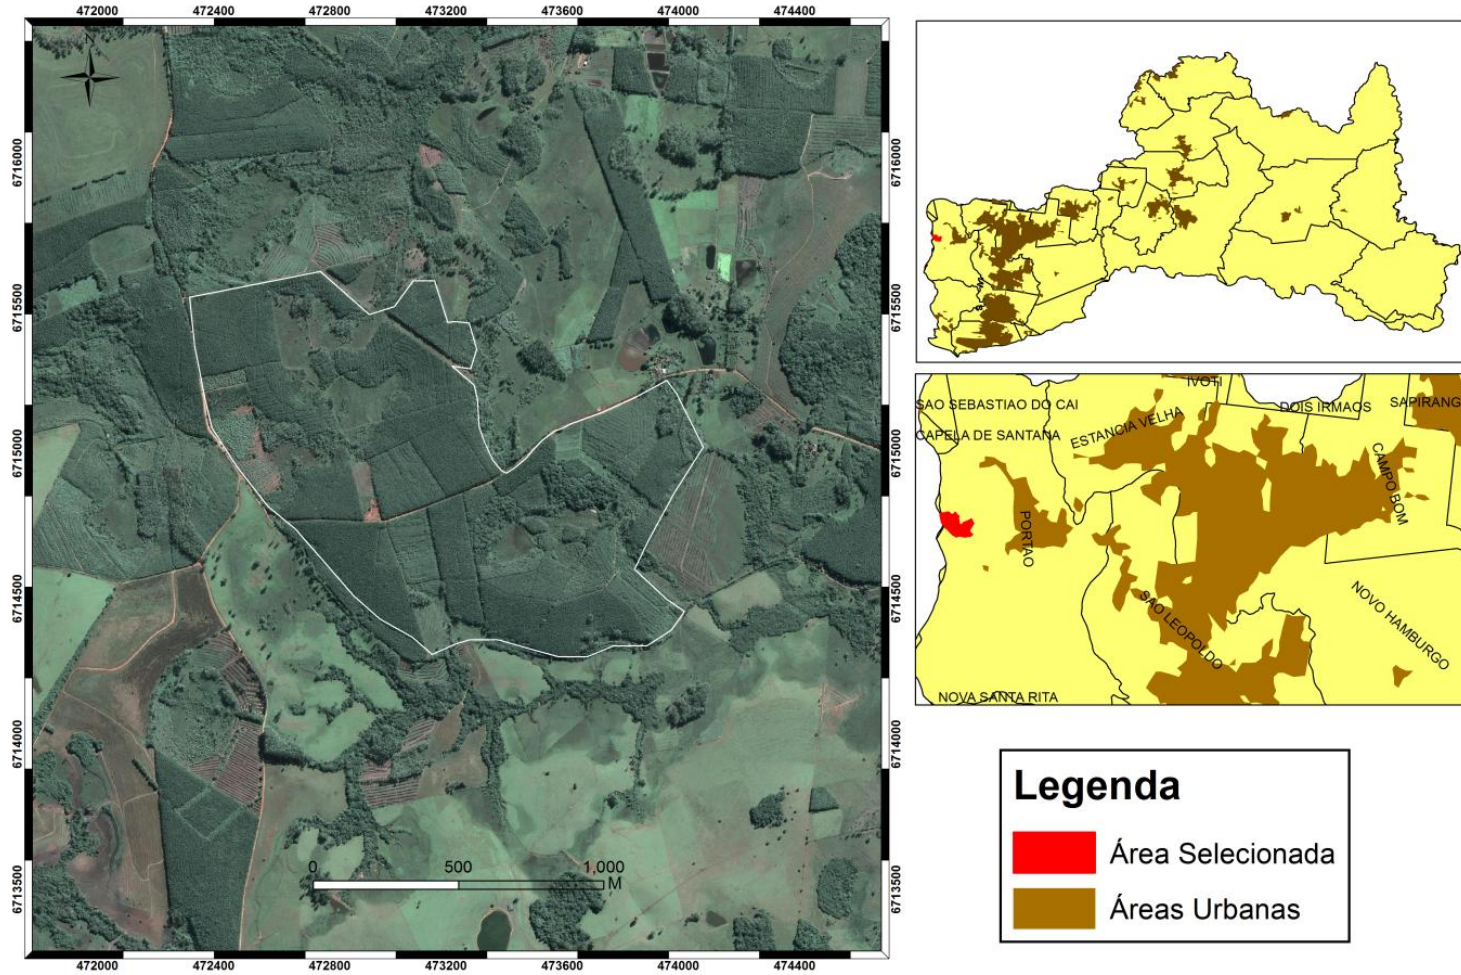 472000 472400 472800 473200 473600 474000 474400
N
6716000 6716000
6715500 6715500
6715000 6715000
6714500 6714500
6714000 6714000
6713500 6713500
0 500 1,000
M
472000 472400 472800 473200 473600 474000 474400
IVOTI
SAO SEBASTIAO DO CAI
DOIS IRMAOS
SAPIRANG
ESTANCIA VELHA
CAPELA DE SANTANA
CAMPO BOM
PORTAO
SAO LEOPOLDO
NOVO HAMBURGO
NOVA SANTA RITA
Legenda
Área Selecionada
Áreas Urbanas